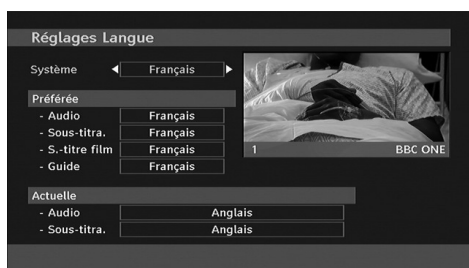 Réglages Langue
Système Français
Préférée
- Audio Français
- Sous-titra. Français
- S.-titre film Français
- Guide Français
1 BBC ONE
Actuelle
- Audio Anglais
- Sous-titra. Anglais